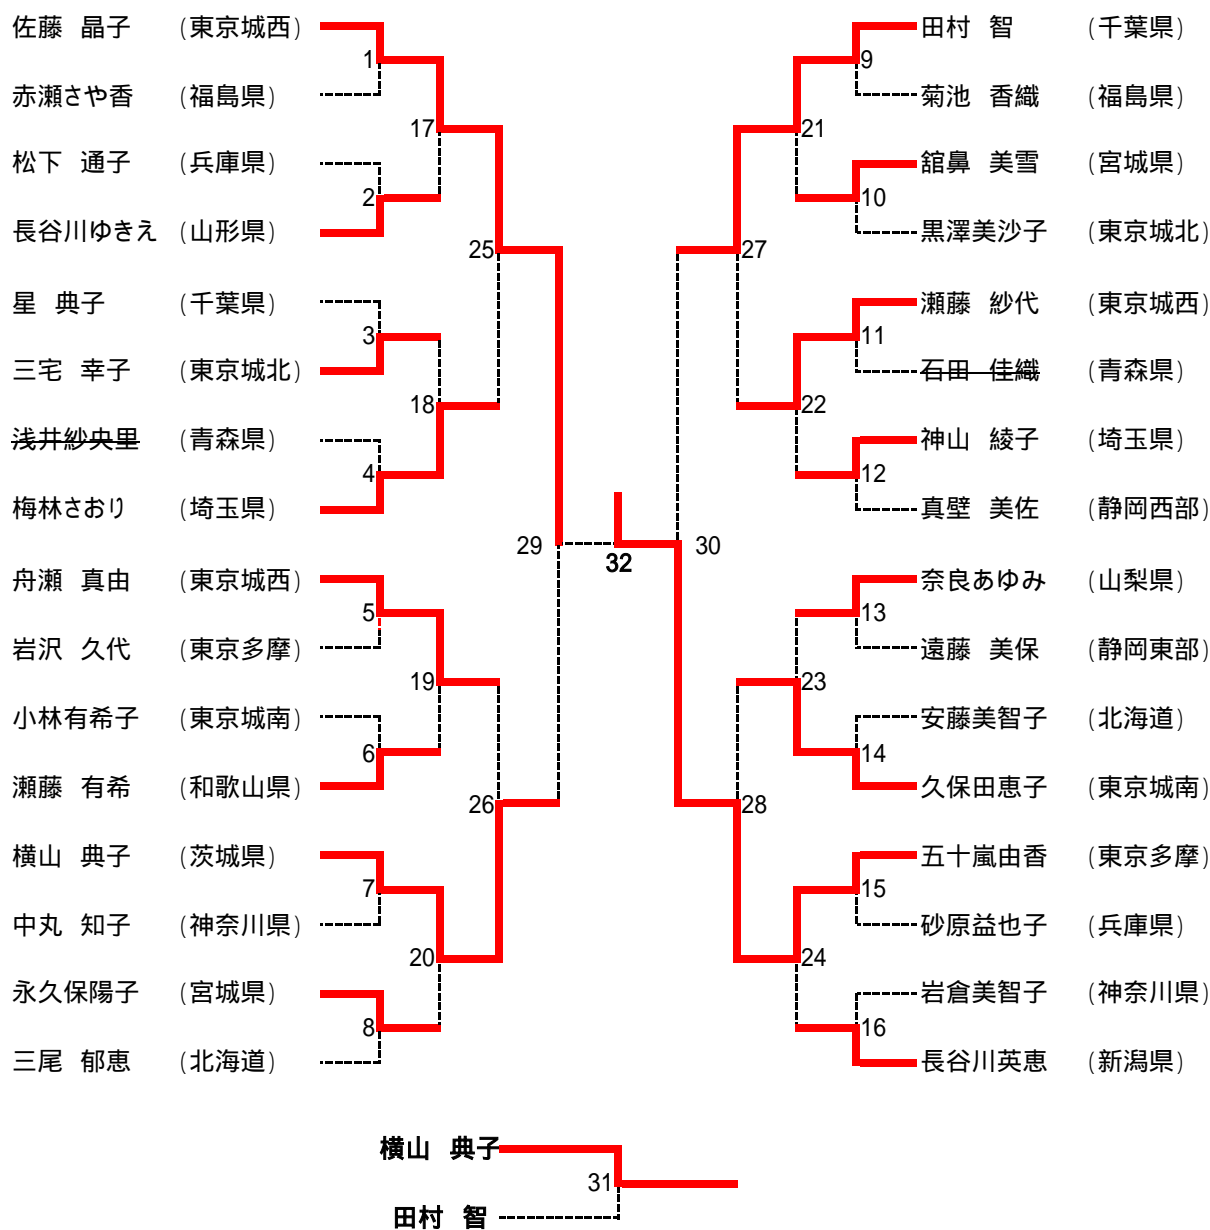 佐藤 晶子 (東京城西)
1
赤瀬さや香 (福島県)
17
松下 通子 (兵庫県)
2
長谷川ゆきえ (山形県)
25
星 典子 (千葉県)
3
三宅 幸子 (東京城北)
18
浅井紗央里 (青森県)
4
梅林さおり (埼玉県)
29
舟瀬 真由 (東京城西)
5
岩沢 久代 (東京多摩)
19
小林有希子 (東京城南)
6
瀬藤 有希 (和歌山県)
26
横山 典子 (茨城県)
7
中丸 知子 (神奈川県)
20
永久保陽子 (宮城県)
8
三尾 郁恵 (北海道)
32
田村 智 (千葉県)
9
菊池 香織 (福島県)
21
舘鼻 美雪 (宮城県)
10
黒澤美沙子 (東京城北)
27
瀬藤 紗代 (東京城西)
11
石田 佳織 (青森県)
22
神山 綾子 (埼玉県)
12
真壁 美佐 (静岡西部)
30
奈良あゆみ (山梨県)
13
遠藤 美保 (静岡東部)
23
安藤美智子 (北海道)
14
久保田恵子 (東京城南)
28
五十嵐由香 (東京多摩)
15
砂原益也子 (兵庫県)
24
岩倉美智子 (神奈川県)
16
長谷川英恵 (新潟県)
横山 典子
31
田村 智